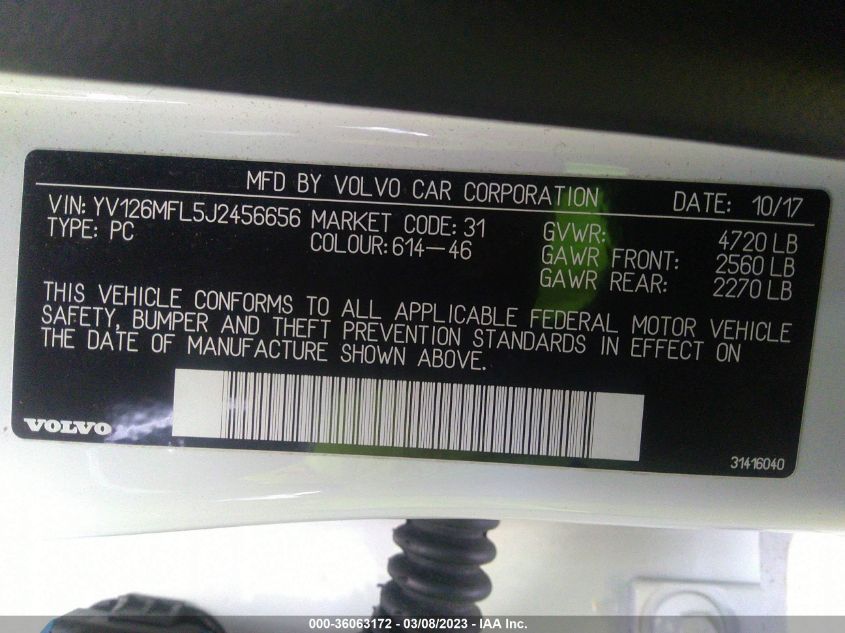 MFD BY VOLVO CAR CORPORATION DATE: 10/17
VIN: YV126MFL5J2456656 MARKET CODE: 31 GVWR: 4720 LB
TYPE: PC COLOUR: 614-46 GAWR FRONT: 2560 LB
GAWR REAR: 2270 LB
THIS VEHICLE CONFORMS TO ALL APPLICABLE FEDERAL MOTOR VEHICLE
SAFETY, BUMPER AND THEFT PREVENTION STANDARDS IN EFFECT ON
THE DATE OF MANUFACTURE SHOWN ABOVE.
VOLVO
31416040
000-36063172 — 03/08/2023 — IAA Inc.